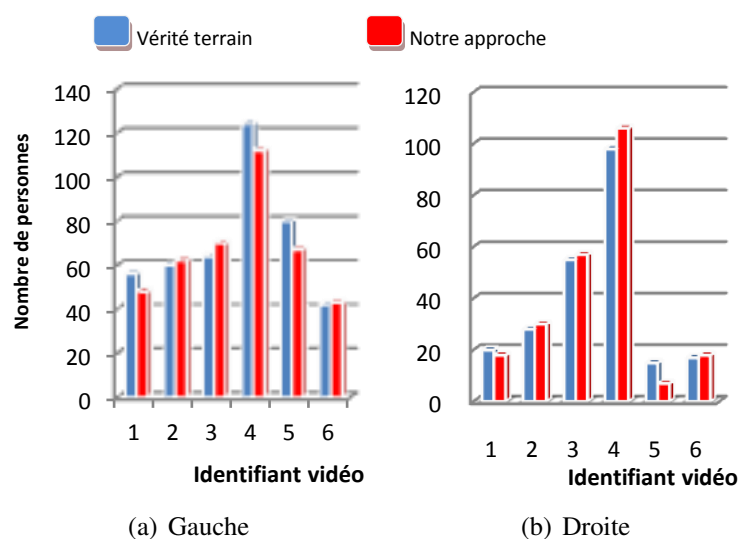 Vérité terrain
Notre approche
Nombre de personnes
140
120
100
80
60
40
20
0
1 2 3 4 5 6
Identifiant vidéo
(a) Gauche
120
100
80
60
40
20
0
1 2 3 4 5 6
Identifiant vidéo
(b) Droite